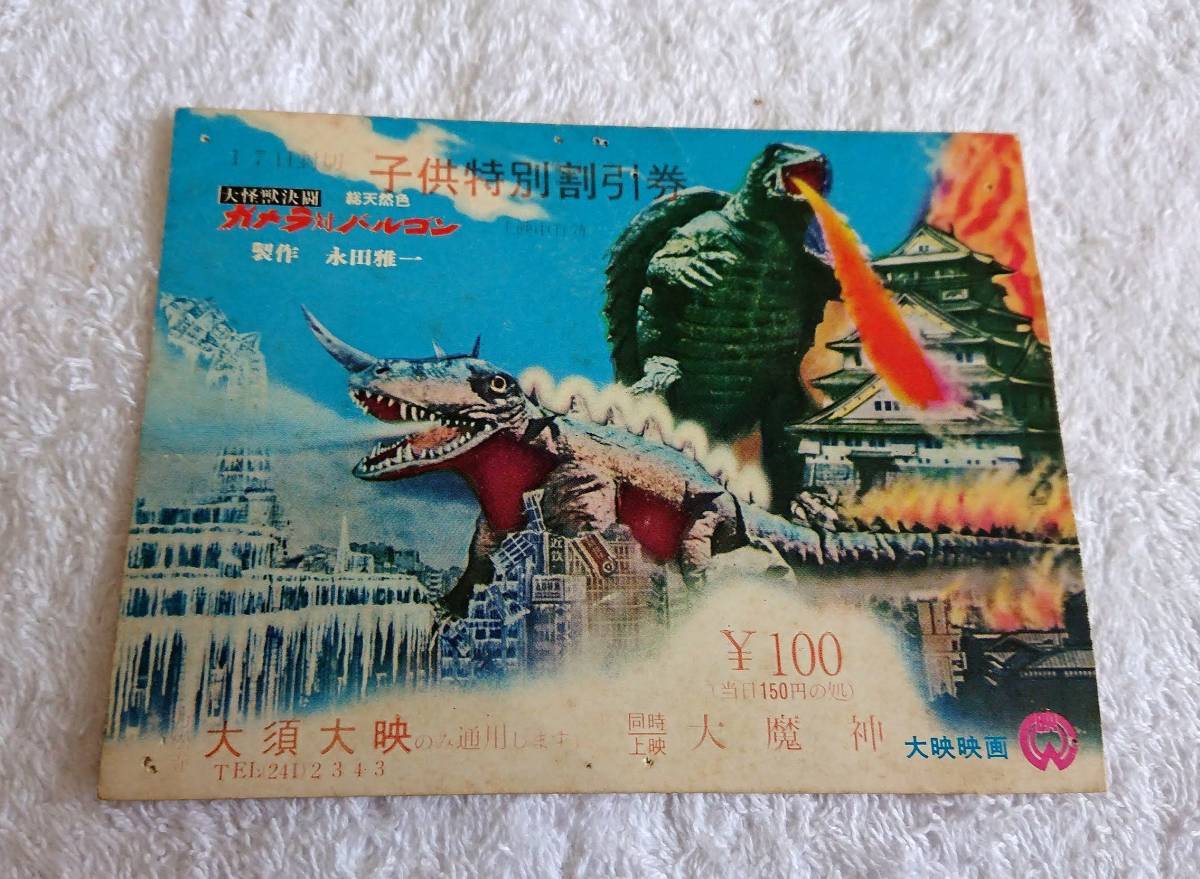 子供特別割引券
大怪獣決闘 総天然色
ガメラ対バルゴン
製作 永田雅一
¥100
(当日150円の処)
大須大映のみ通用します
同時上映 大魔神
大映映画
TEL(241)2343